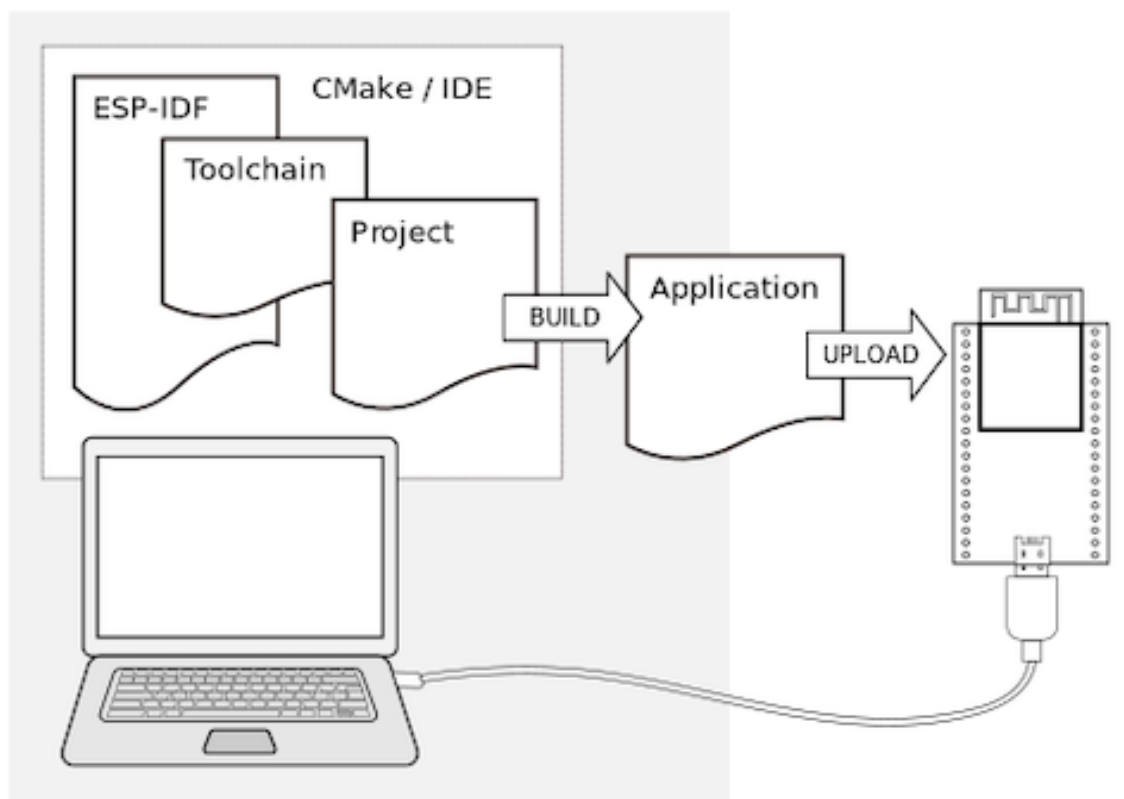 CMake / IDE
ESP-IDF
Toolchain
Project
BUILD
Application
UPLOAD